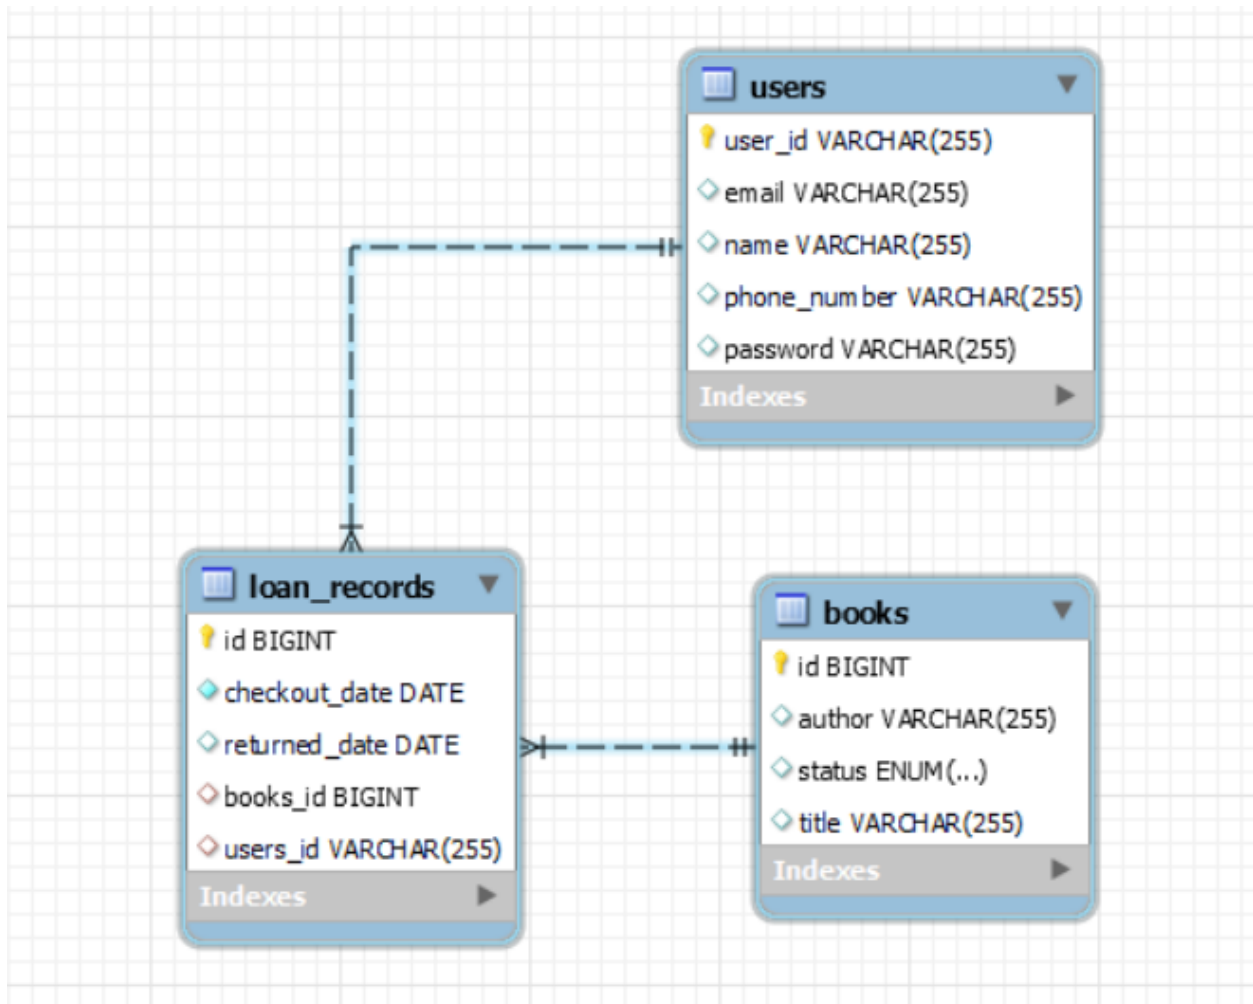 users
user_id VARCHAR(255)
email VARCHAR(255)
name VARCHAR(255)
phone_number VARCHAR(255)
password VARCHAR(255)
Indexes
loan_records
id BIGINT
checkout_date DATE
returned_date DATE
books_id BIGINT
users_id VARCHAR(255)
Indexes
books
id BIGINT
author VARCHAR(255)
status ENUM(...)
title VARCHAR(255)
Indexes